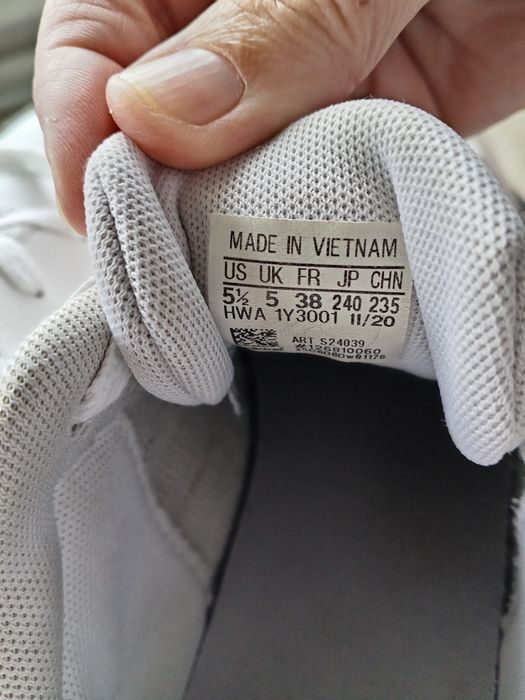 MADE IN VIETNAM
US UK FR JP CHN
5½ 5 38 240 235
HWA 1Y3001 11/20
ART S24039
#126810060